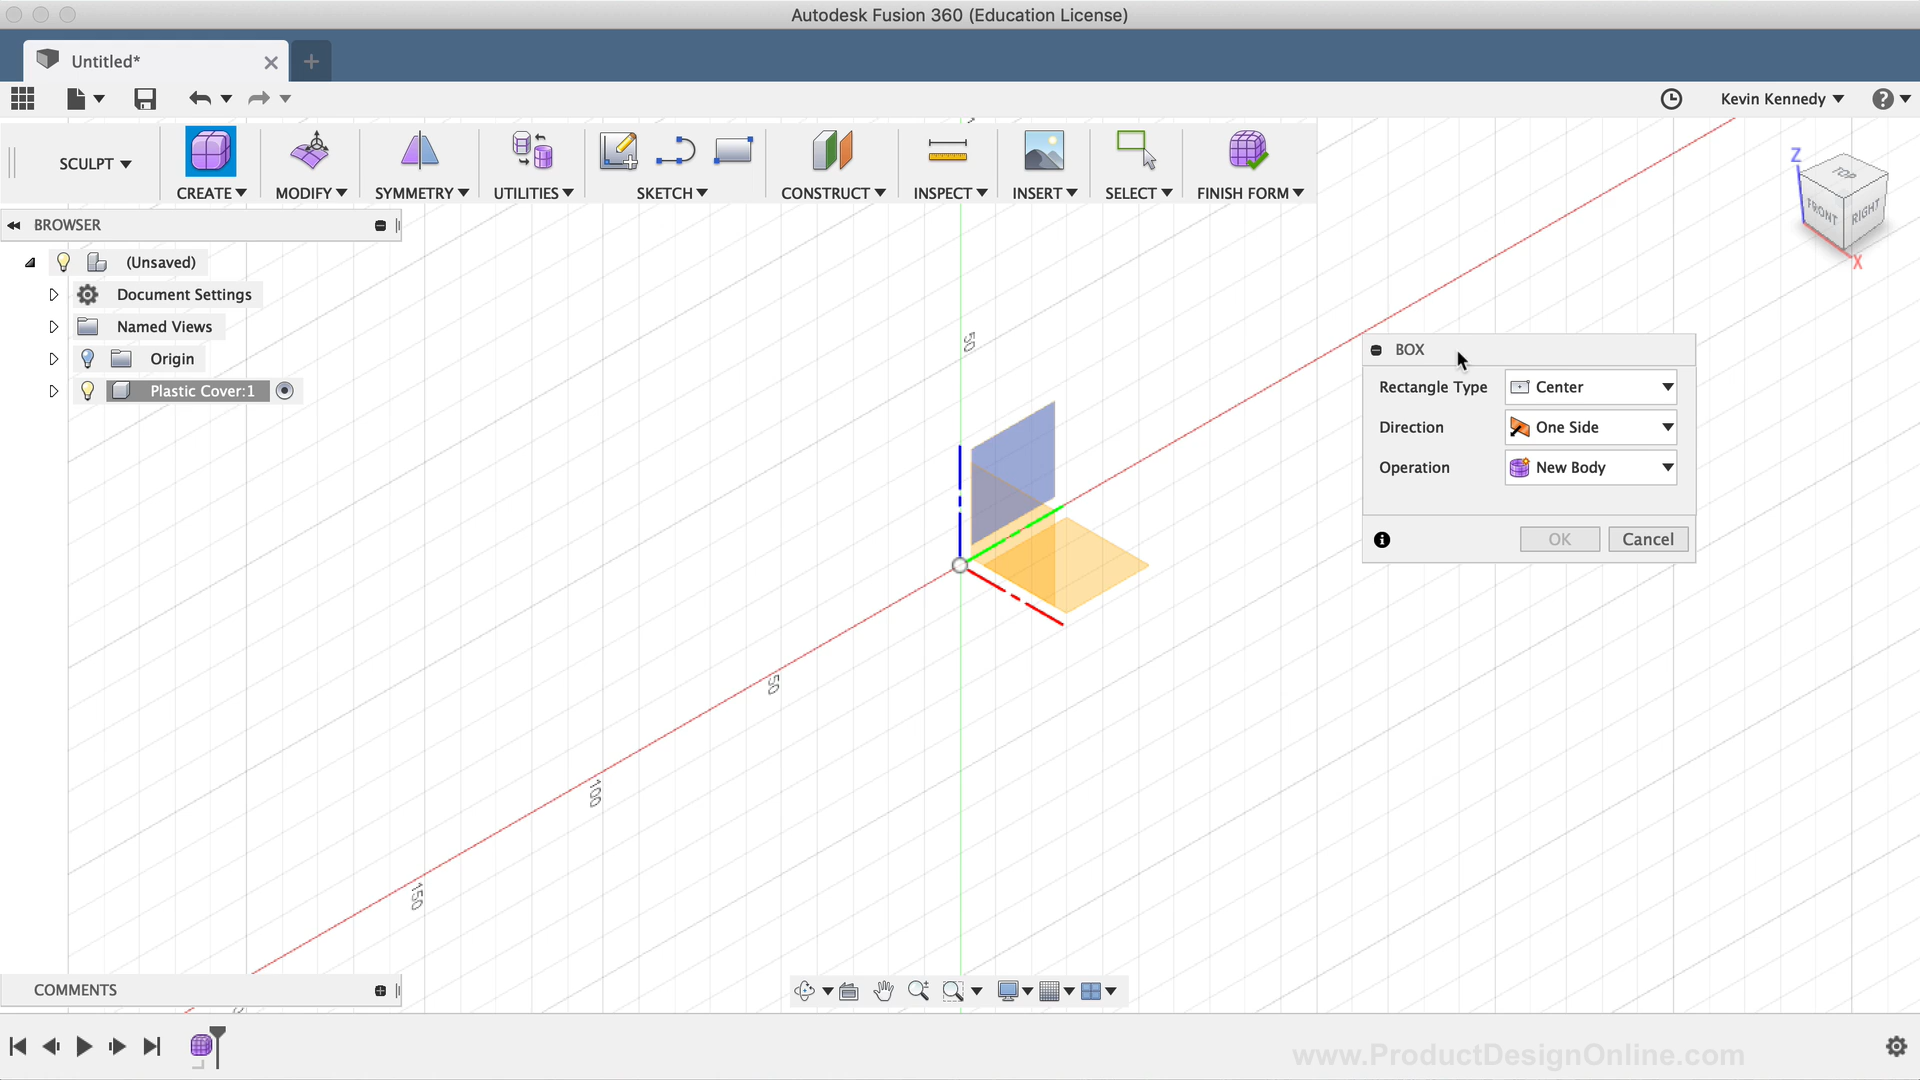 Autodesk Fusion 360 (Education License)
Untitled*
Kevin Kennedy
SCULPT
CREATE
MODIFY
SYMMETRY
UTILITIES
SKETCH
CONSTRUCT
INSPECT
INSERT
SELECT
FINISH FORM
Z
TOP
FRONT
RIGHT
X
BROWSER
(Unsaved)
Document Settings
Named Views
Origin
Plastic Cover:1
50
BOX
Rectangle Type
Center
Direction
One Side
Operation
New Body
OK
Cancel
50
100
150
COMMENTS
www.ProductDesignOnline.com